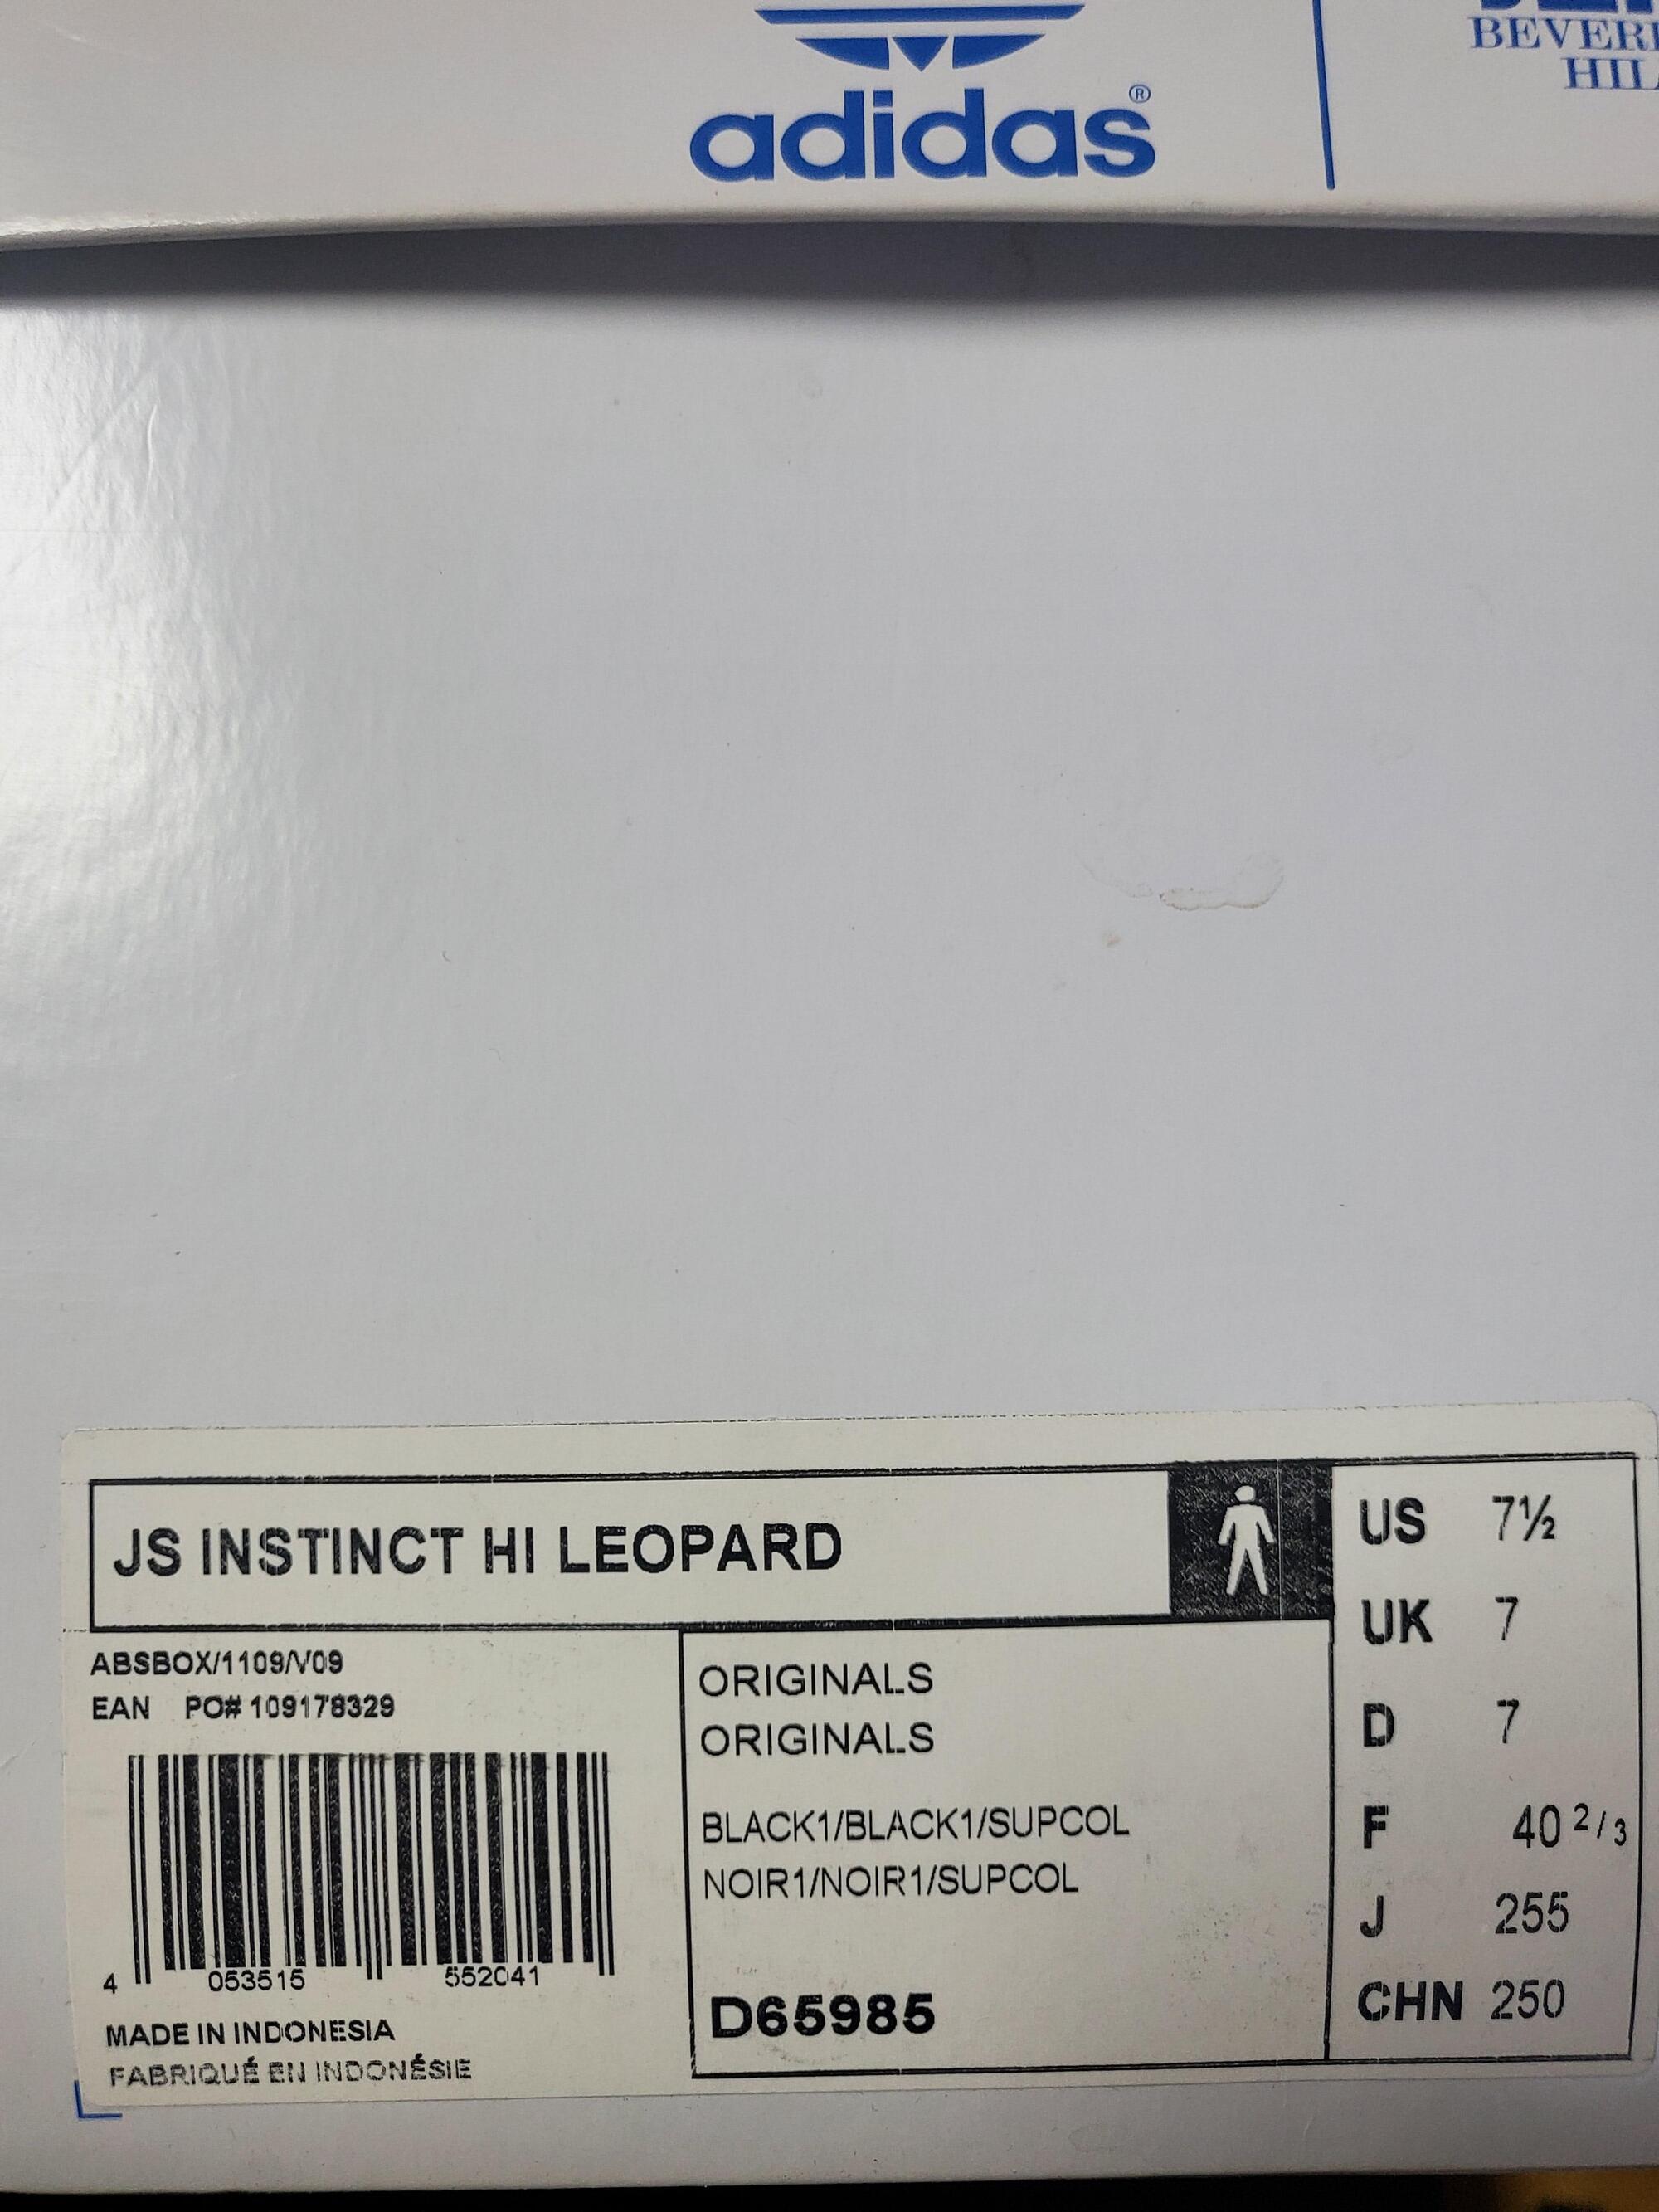 adidas®
BEVERL
HIL
JS INSTINCT HI LEOPARD
ABSBOX/1109/V09
EAN PO# 109178329
4 053515 552041
MADE IN INDONESIA
FABRIQUÉ EN INDONÉSIE
ORIGINALS
ORIGINALS
BLACK1/BLACK1/SUPCOL
NOIR1/NOIR1/SUPCOL
D65985
US 7½
UK 7
D 7
F 40 2/3
J 255
CHN 250